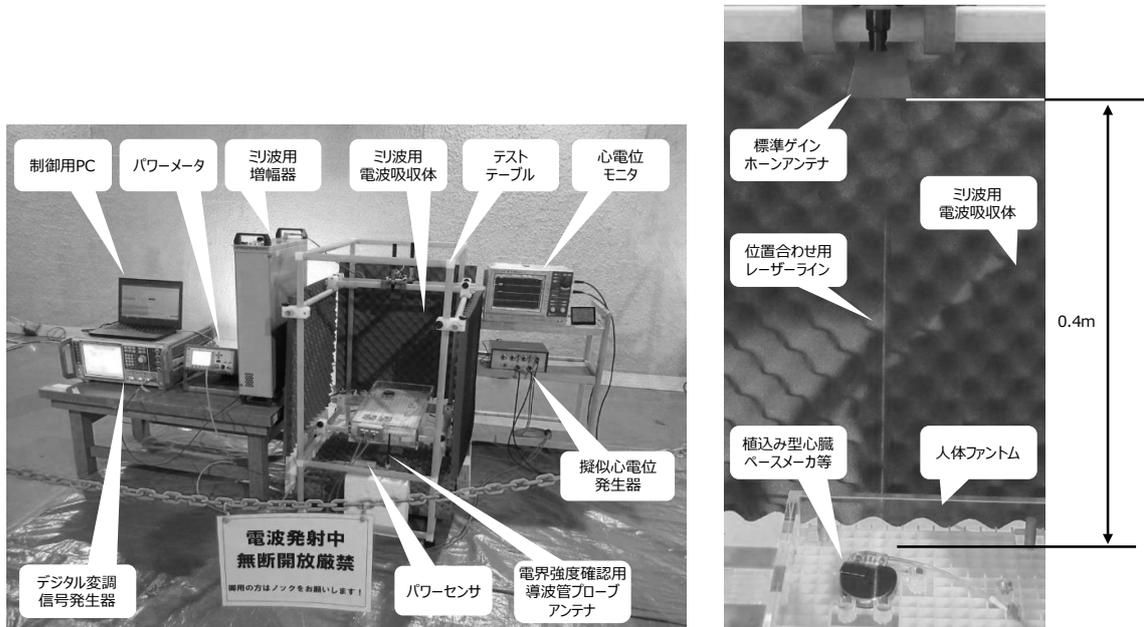 制御用PC
パワーメータ
ミリ波用
増幅器
ミリ波用
電波吸収体
テスト
テーブル
心電位
モニタ
擬似心電位
発生器
電波発射中
無断開放厳禁
御用の方はノックをお願いします!
デジタル変調
信号発生器
パワーセンサ
電界強度確認用
導波管プローブ
アンテナ
標準ゲイン
ホーンアンテナ
ミリ波用
電波吸収体
位置合わせ用
レーザーライン
0.4m
植込み型心臓
ペースメーカ等
人体ファントム